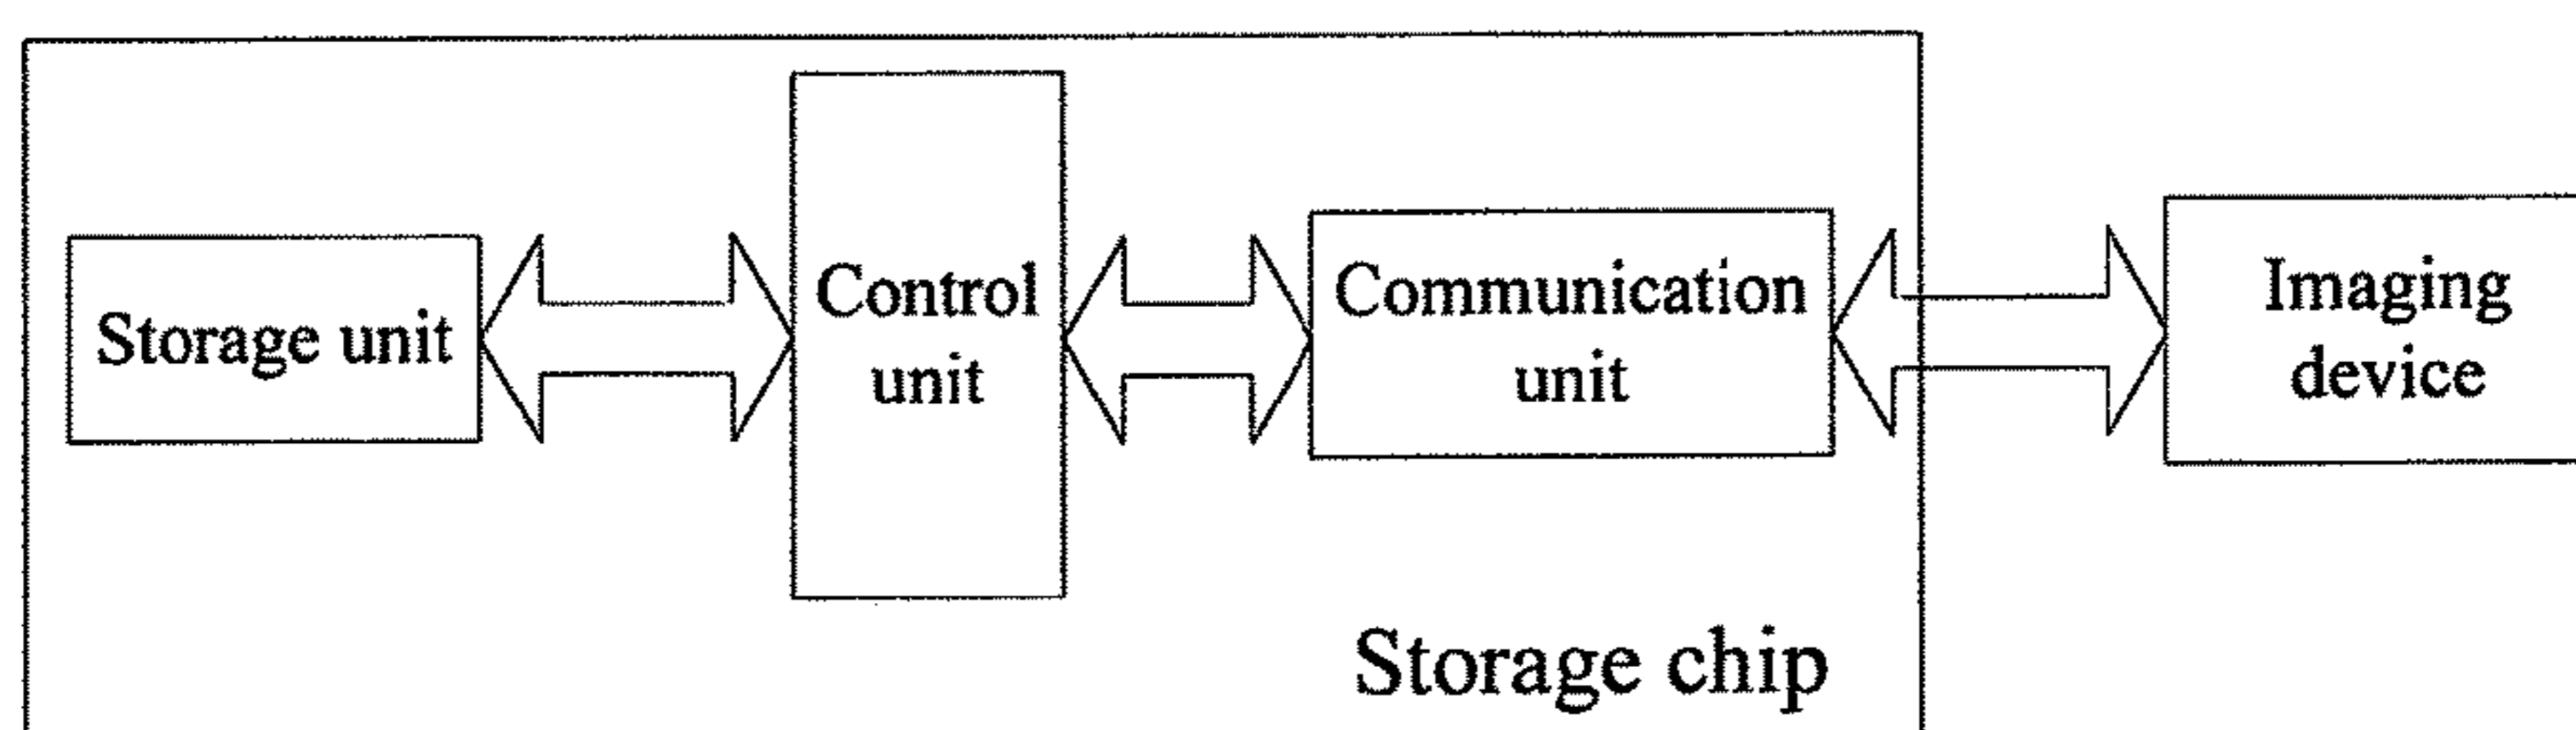 Storage unit
Control
unit
Communication
unit
Imaging
device
Storage chip